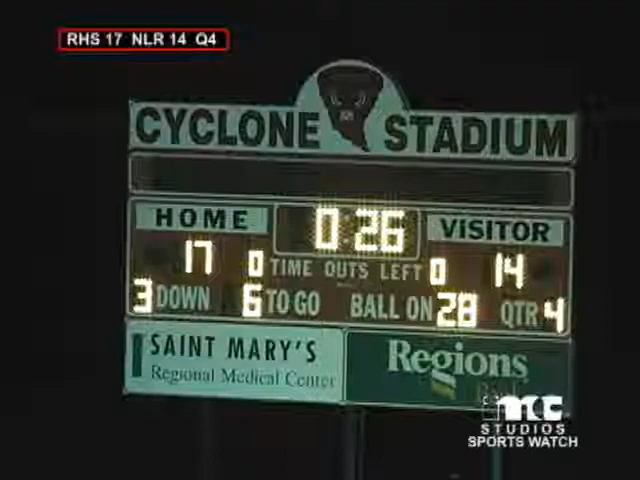 RHS 17 NLR 14 Q4
CYCLONE STADIUM
HOME 0:26 VISITOR
17 0 TIME OUTS LEFT 0 14
3 DOWN 6 TO GO BALL ON 28 QTR 4
SAINT MARY'S
Regional Medical Center
Regions
mcc
STUDIOS
SPORTS WATCH